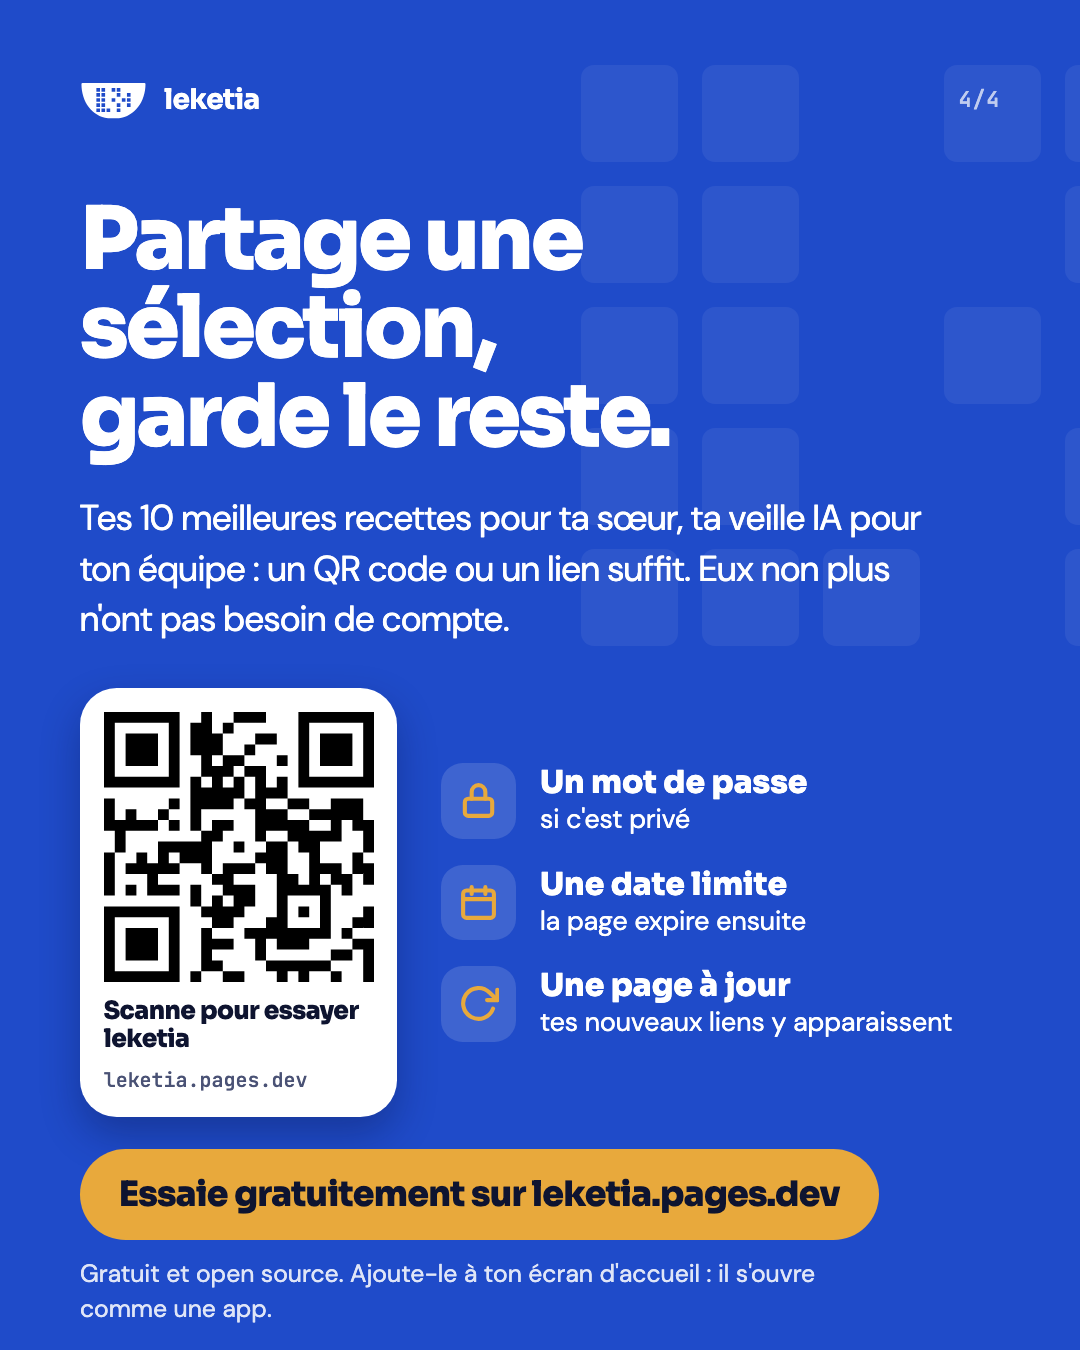 leketia
4/4
Partage une
sélection,
garde le reste.
Tes 10 meilleures recettes pour ta sœur, ta veille IA pour
ton équipe : un QR code ou un lien suffit. Eux non plus
n'ont pas besoin de compte.
Un mot de passe
si c'est privé
Une date limite
la page expire ensuite
Une page à jour
tes nouveaux liens y apparaissent
Scanne pour essayer
leketia
leketia.pages.dev
Essaie gratuitement sur leketia.pages.dev
Gratuit et open source. Ajoute-le à ton écran d'accueil : il s'ouvre
comme une app.